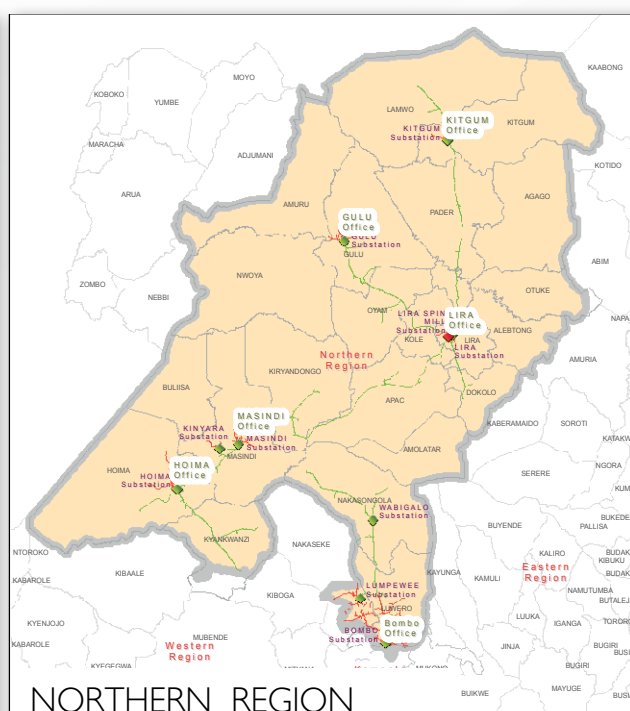 KAABONG
MOYO
KOBOKO
YUMBE
LAMWO
KITGUM
Office
KITGUM
Substation
KITGUM
MARACHA
ADJUMANI
KOTIDO
ARUA
AMURU
AGAGO
PADER
GULU
Office
GULU
Substation
GULU
ABIM
NWOYA
ZOMBO
NEBBI
OTUKE
OYAM
LIRA SPIN
MILL
Substation
LIRA
Office
NAPA
ALEBTONG
KOLE
LIRA
LIRA
Substation
AMURIA
Northern
Region
KIRYANDONGO
BULIISA
APAC
DOKOLO
KABERAMAIDO
SOROTI
MASINDI
Office
KINYARA
Substation
MASINDI
Substation
MASINDI
AMOLATAR
KATAKW
NGORA
HOIMA
HOIMA
Office
HOIMA
Substation
SERERE
KUM
NAKASONGOLA
WABIGALO
Substation
BUKEDE
BUYENDE
PALLISA
KYANKWANZI
NAKASEKE
NTOROKO
KIBAALE
KABAROLE
KALIRO
BUDAK
KIBUKU
BUDAK
KAYUNGA
KAMULI
Eastern
Region
LUMPEWEE
Substation
NAMUTUMBA
BUTALEJ
KIBOGA
LUWERO
LUUKA
IGANGA
TORORO
KYENJOJO
MUBENDE
BOMBO
Substation
Bombo
Office
KABAROLE
Western
Region
JINJA
BUGIRI
BUSI
KYEGEGWA
MUKONO
BUGIRI
MAYUGE
BUIKWE
BUSI
NORTHERN REGION